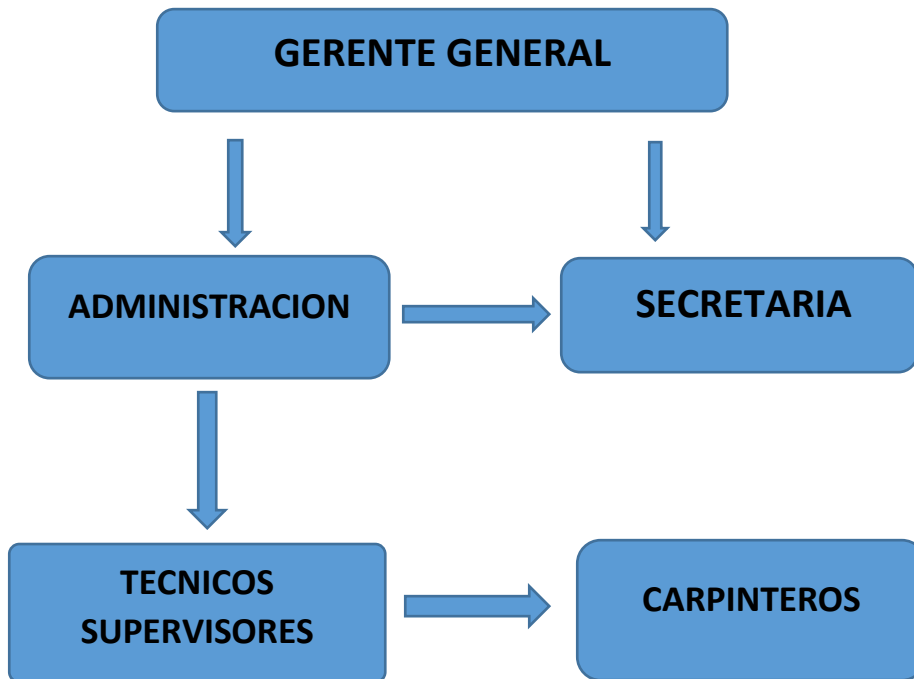 GERENTE GENERAL
ADMINISTRACION
SECRETARIA
TECNICOS
SUPERVISORES
CARPINTEROS